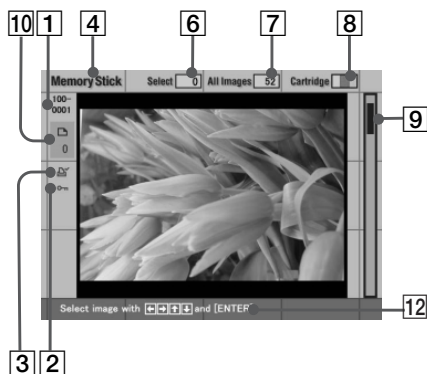 10 1 4 6 7 8
Memory Stick Select 0 All Images 52 Cartridge
100-
0001
9
0
Select image with ←→↑↓ and [ENTER]
12
3 2